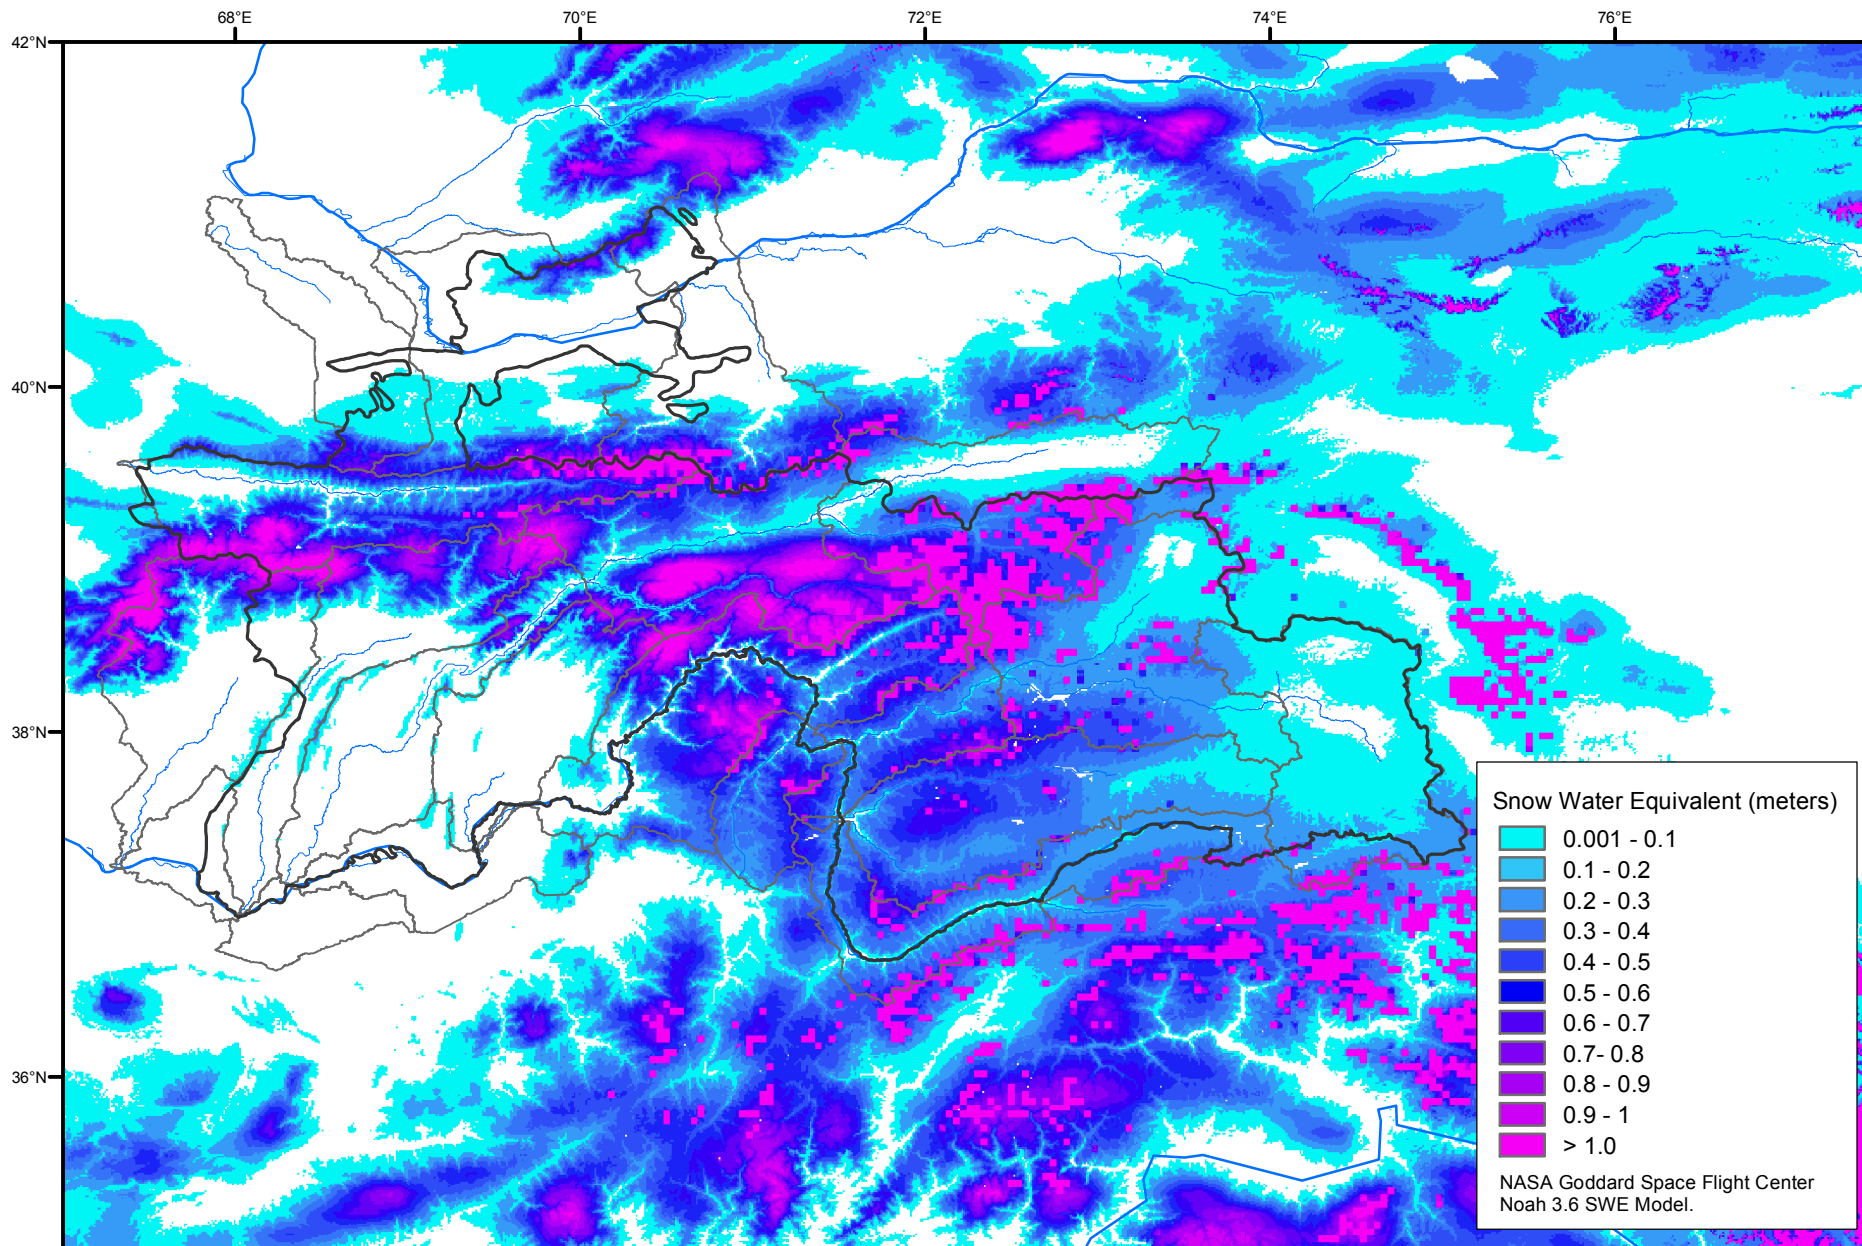 68°E 70°E 72°E 74°E 76°E
42°N
40°N
38°N
36°N
Snow Water Equivalent (meters)
0.001 - 0.1
0.1 - 0.2
0.2 - 0.3
0.3 - 0.4
0.4 - 0.5
0.5 - 0.6
0.6 - 0.7
0.7- 0.8
0.8 - 0.9
0.9 - 1
> 1.0
NASA Goddard Space Flight Center
Noah 3.6 SWE Model.